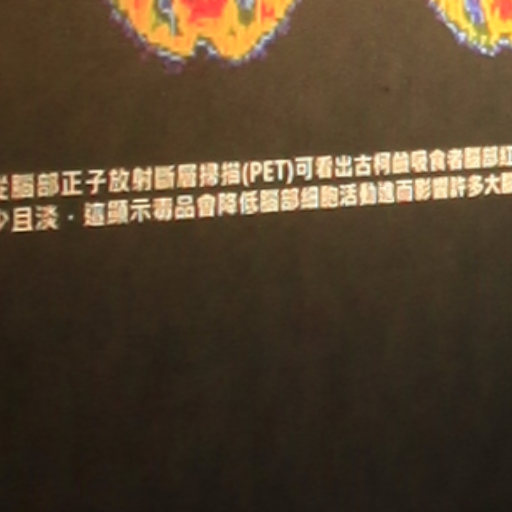 從腦部正子放射斷層掃描(PET)可看出古柯鹼吸食者腦部紅
少且淡，這顯示毒品會降低腦部細胞活動進而影響許多大腦